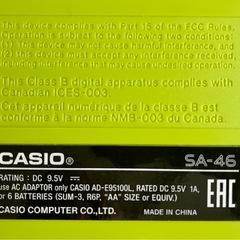 This device complies with Part 15 of the FCC Rules.
Operation is subject to the following two conditions:
(1) This device may not cause harmful interference, and
(2) this device must accept any interference received,
including interference that may cause undesired
operation.
This Class B digital apparatus complies with
Canadian ICES-003.
Cet appareil numérique de la classe B est
conforme à la norme NMB-003 du Canada.
CASIO SA-46
RATING: DC 9.5V
USE AC ADAPTOR only CASIO AD-E95100L, RATED DC 9.5V 1A,
or 6 BATTERIES (SUM-3, R6P, "AA" SIZE or EQUIV.)
CASIO COMPUTER CO.,LTD. MADE IN CHINA
EAC